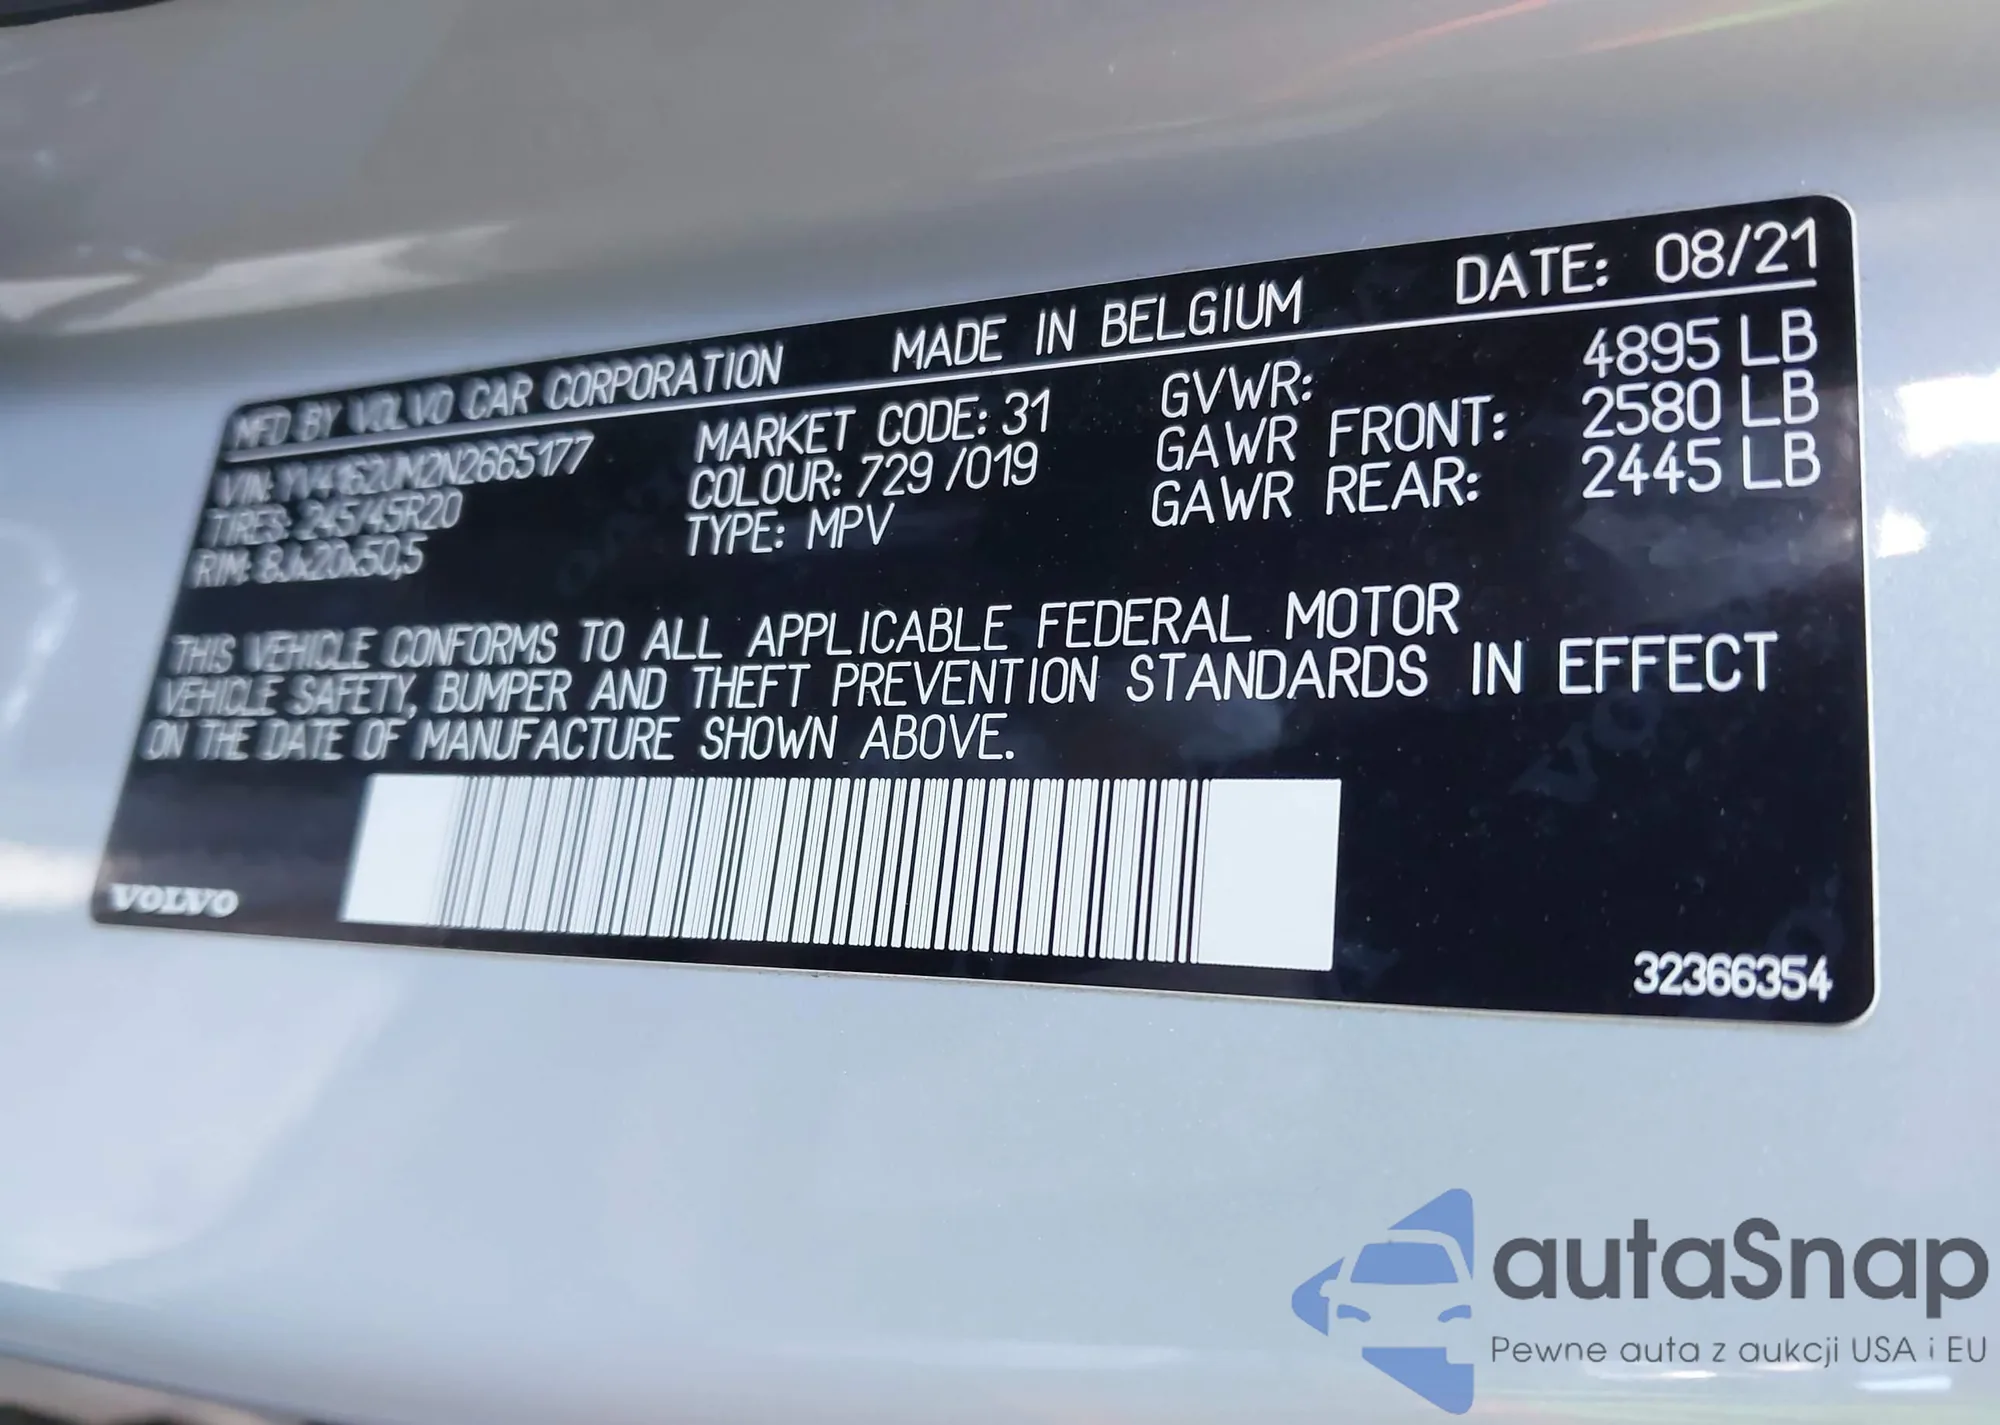 MFD BY VOLVO CAR CORPORATION MADE IN BELGIUM DATE: 08/21
VIN: YV4162UM2N2665177 MARKET CODE: 31 GVWR: 4895 LB
TIRES: 245/45R20 COLOUR: 729 /019 GAWR FRONT: 2580 LB
RIM: 8Jx20x50,5 TYPE: MPV GAWR REAR: 2445 LB
THIS VEHICLE CONFORMS TO ALL APPLICABLE FEDERAL MOTOR
VEHICLE SAFETY, BUMPER AND THEFT PREVENTION STANDARDS IN EFFECT
ON THE DATE OF MANUFACTURE SHOWN ABOVE.
VOLVO
32366354
autaSnap
Pewne auta z aukcji USA i EU